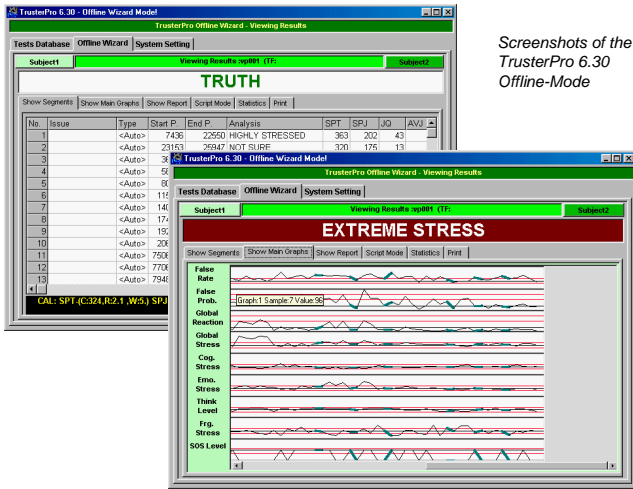 TrusterPro 6.30 - Offline Wizard Mode!
TrusterPro Offline Wizard - Viewing Results
Tests Database Offline Wizard System Setting
Subject1 Viewing Results :vp001 (TF: Subject2
TRUTH
Show Segments Show Main Graphs Show Report Script Mode Statistics Print
No. Issue Type Start P.. End P. Analysis SPT SPJ JQ AVJ
1 <Auto> 7436 22550 HIGHLY STRESSED 363 202 43
2 <Auto> 23153 25947 NOT SURE 320 175 13
3 <Auto>
4 <Auto>
5 <Auto>
6 <Auto>
7 <Auto>
8 <Auto>
9 <Auto>
10 <Auto>
11 <Auto>
12 <Auto>
13 <Auto>
CAL: SPT-(C:324,R:2.1 ,W:5.) SPJ
Screenshots of the
TrusterPro 6.30
Offline-Mode
TrusterPro 6.30 - Offline Wizard Mode!
TrusterPro Offline Wizard - Viewing Results
Tests Database Offline Wizard System Setting
Subject1 Viewing Results :vp001 (TF: Subject2
EXTREME STRESS
Show Segments Show Main Graphs Show Report Script Mode Statistics Print
False
Rate
False
Prob.
Graph:1 Sample:7 Value:96
Global
Reaction
Global
Stress
Cog.
Stress
Emo.
Stress
Think
Level
Frg.
Stress
SOS Level